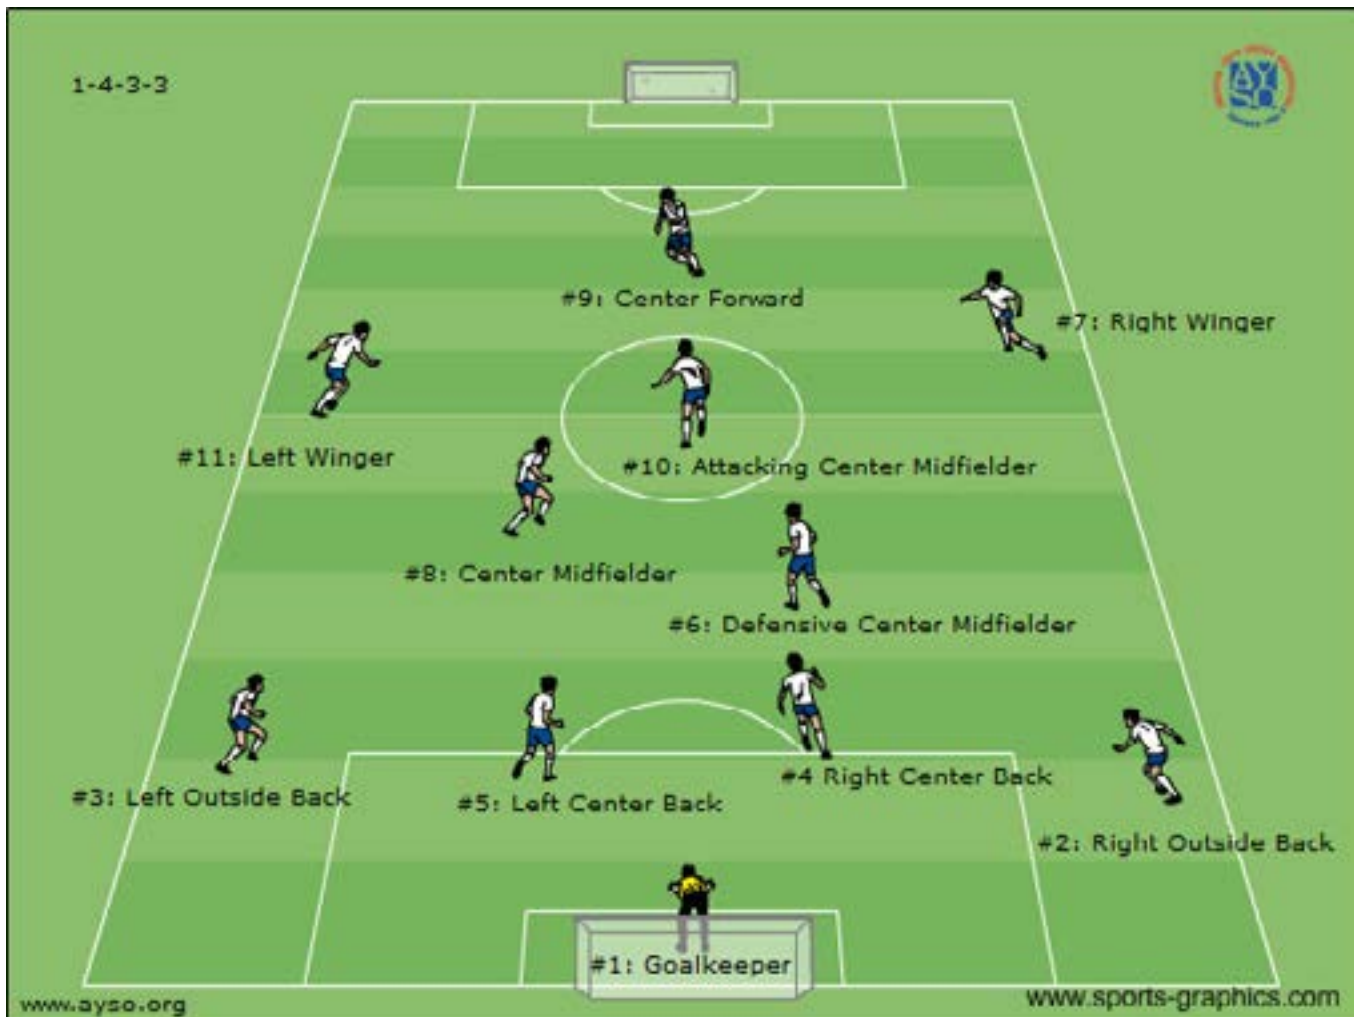 1-4-3-3
AYSO
#9: Center Forward
#7: Right Winger
#11: Left Winger
#10: Attacking Center Midfielder
#8: Center Midfielder
#6: Defensive Center Midfielder
#4 Right Center Back
#3: Left Outside Back
#5: Left Center Back
#2: Right Outside Back
#1: Goalkeeper
www.ayso.org
www.sports-graphics.com